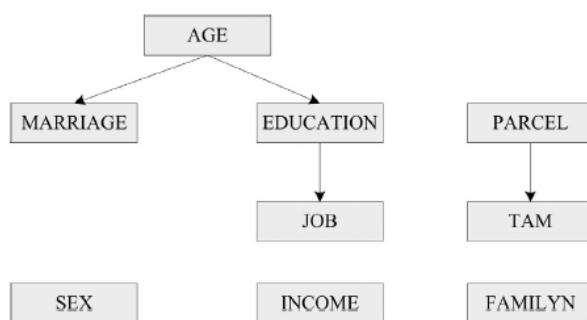 AGE
MARRIAGE EDUCATION PARCEL
JOB TAM
SEX INCOME FAMILYN